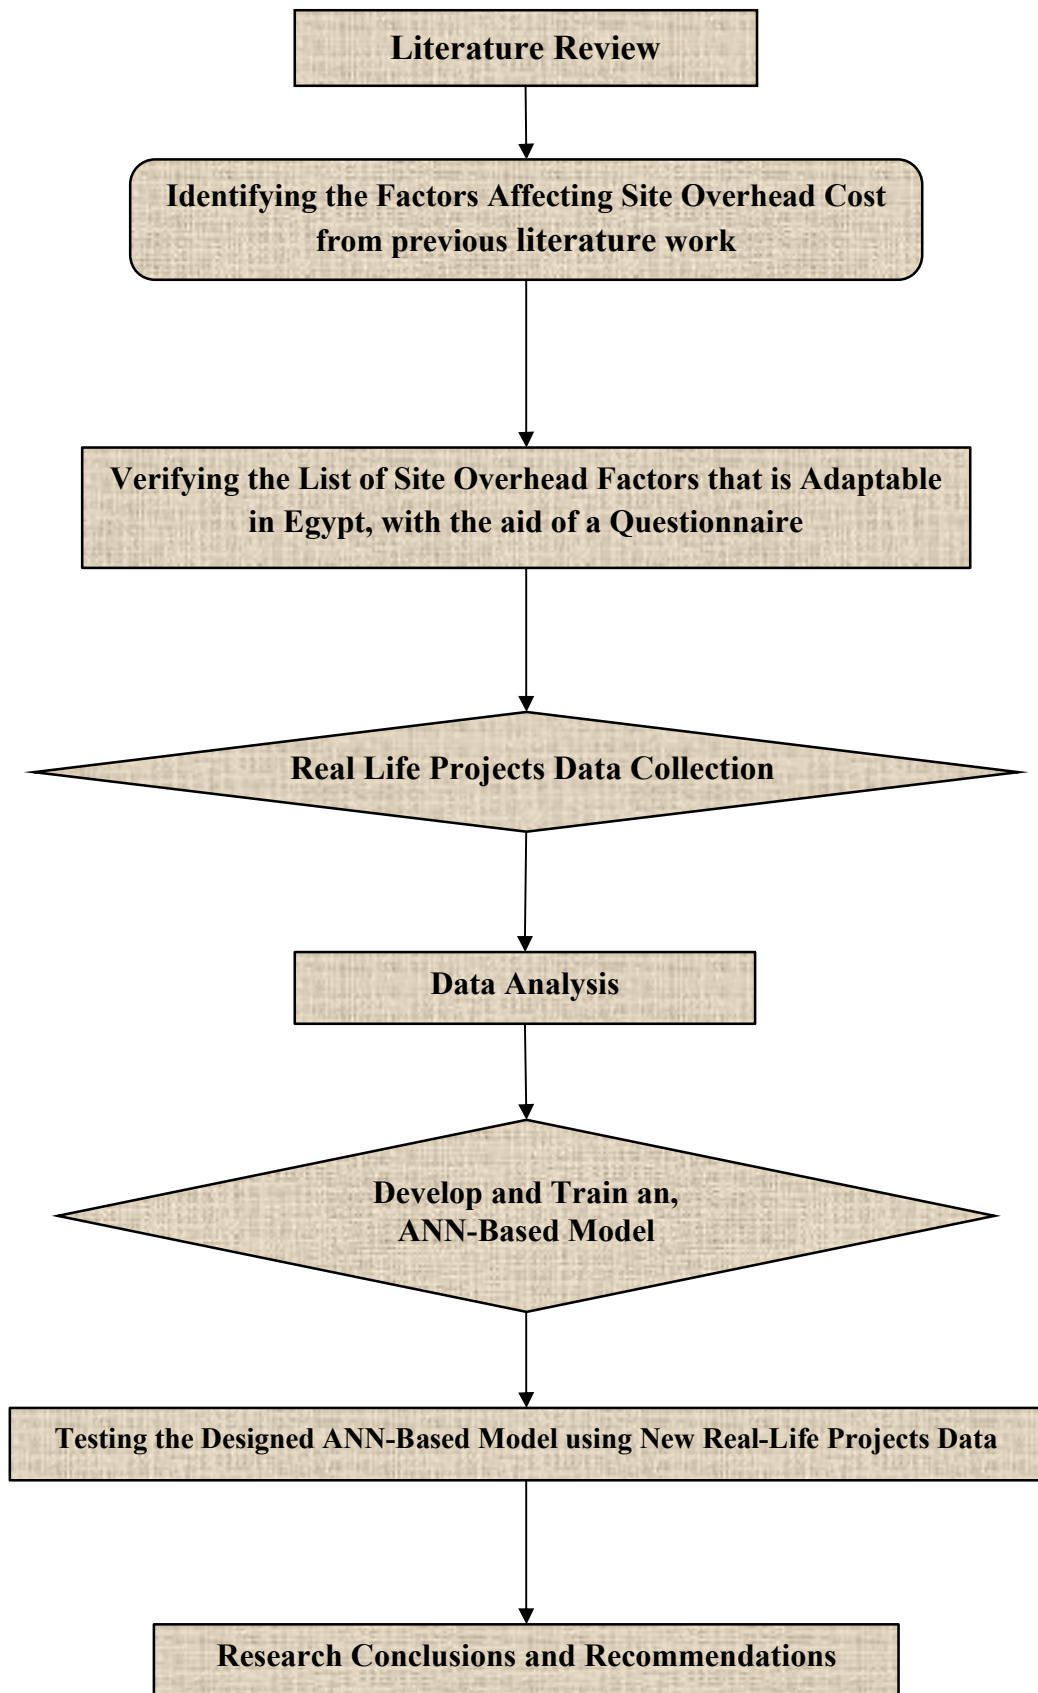 Literature Review
Identifying the Factors Affecting Site Overhead Cost
from previous literature work
Verifying the List of Site Overhead Factors that is Adaptable
in Egypt, with the aid of a Questionnaire
Real Life Projects Data Collection
Data Analysis
Develop and Train an,
ANN-Based Model
Testing the Designed ANN-Based Model using New Real-Life Projects Data
Research Conclusions and Recommendations